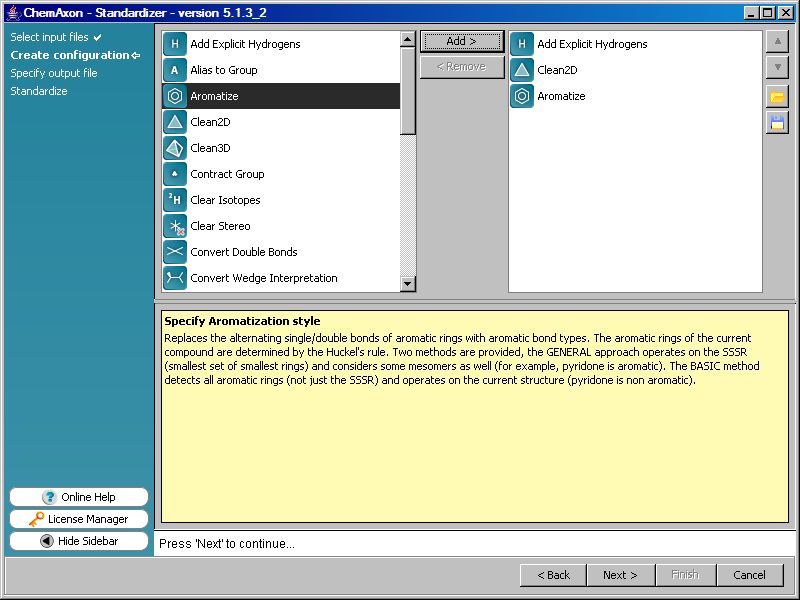 ChemAxon - Standardizer - version 5.1.3_2
Select input files
Create configuration
Specify output file
Standardize
H Add Explicit Hydrogens
A Alias to Group
Aromatize
Clean2D
Clean3D
Contract Group
²H Clear Isotopes
Clear Stereo
Convert Double Bonds
Convert Wedge Interpretation
Add >
< Remove
H Add Explicit Hydrogens
Clean2D
Aromatize
Specify Aromatization style
Replaces the alternating single/double bonds of aromatic rings with aromatic bond types. The aromatic rings of the current
compound are determined by the Huckel's rule. Two methods are provided, the GENERAL approach operates on the SSSR
(smallest set of smallest rings) and considers some mesomers as well (for example, pyridone is aromatic). The BASIC method
detects all aromatic rings (not just the SSSR) and operates on the current structure (pyridone is non aromatic).
? Online Help
License Manager
Hide Sidebar
Press 'Next' to continue...
< Back
Next >
Finish
Cancel